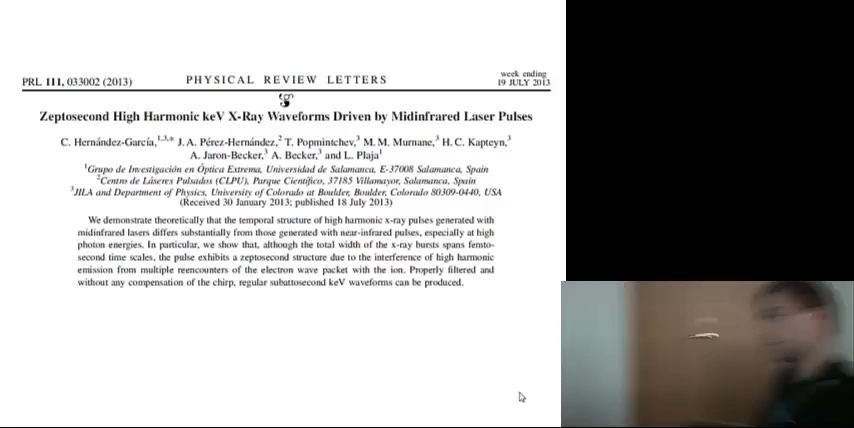 PRL 111, 033002 (2013) PHYSICAL REVIEW LETTERS week ending 19 JULY 2013
Zeptosecond High Harmonic keV X-Ray Waveforms Driven by Midinfrared Laser Pulses
C. Hernández-García,1,3,* J. A. Pérez-Hernández,2 T. Popmintchev,3 M. M. Murnane,3 H. C. Kapteyn,3
A. Jaron-Becker,3 A. Becker,3 and L. Plaja1
1Grupo de Investigación en Óptica Extrema, Universidad de Salamanca, E-37008 Salamanca, Spain
2Centro de Láseres Pulsados (CLPU), Parque Científico, 37185 Villamayor, Salamanca, Spain
3JILA and Department of Physics, University of Colorado at Boulder, Boulder, Colorado 80309-0440, USA
(Received 30 January 2013; published 18 July 2013)
We demonstrate theoretically that the temporal structure of high harmonic x-ray pulses generated with
midinfrared lasers differs substantially from those generated with near-infrared pulses, especially at high
photon energies. In particular, we show that, although the total width of the x-ray bursts spans femto-
second time scales, the pulse exhibits a zeptosecond structure due to the interference of high harmonic
emission from multiple reencounters of the electron wave packet with the ion. Properly filtered and
without any compensation of the chirp, regular subattosecond keV waveforms can be produced.